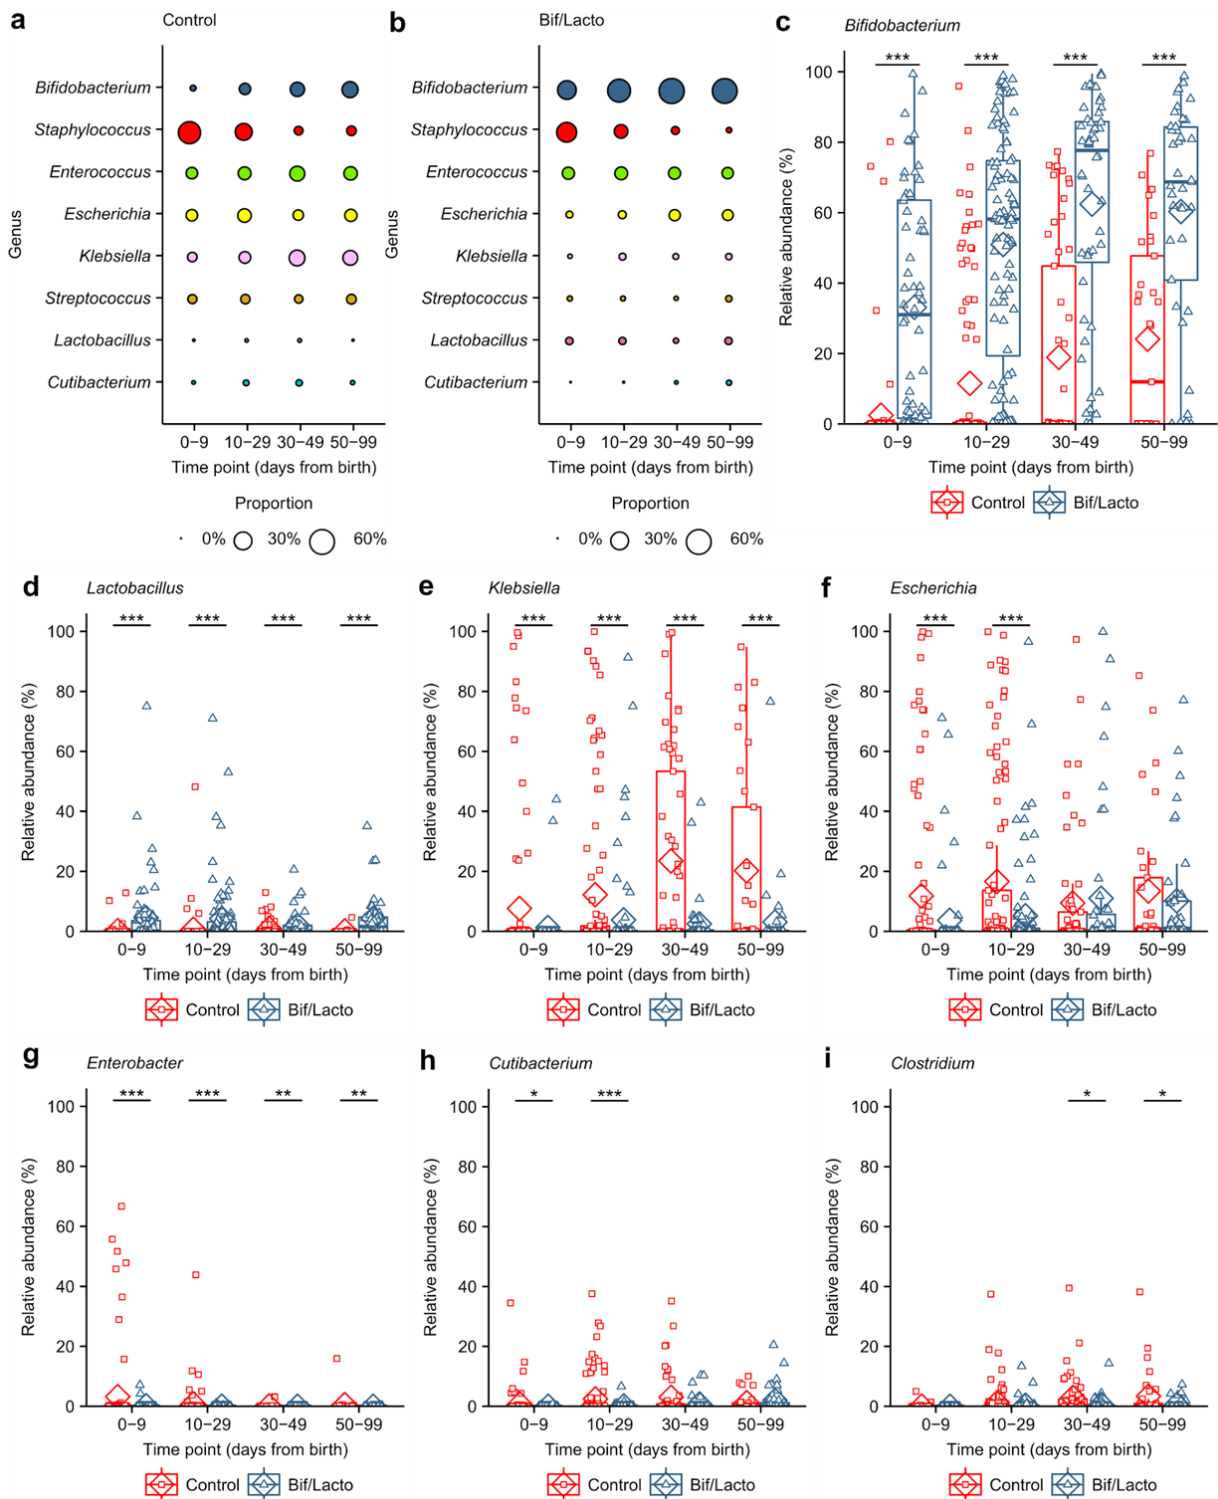 a
Control
Genus
Bifidobacterium
Staphylococcus
Enterococcus
Escherichia
Klebsiella
Streptococcus
Lactobacillus
Cutibacterium
0−9 10−29 30−49 50−99
Time point (days from birth)
Proportion
0% 30% 60%
b
Bif/Lacto
Genus
Bifidobacterium
Staphylococcus
Enterococcus
Escherichia
Klebsiella
Streptococcus
Lactobacillus
Cutibacterium
0−9 10−29 30−49 50−99
Time point (days from birth)
Proportion
0% 30% 60%
c
Bifidobacterium
*** *** *** ***
Relative abundance (%)
100
80
60
40
20
0
0−9 10−29 30−49 50−99
Time point (days from birth)
Control Bif/Lacto
d
Lactobacillus
*** *** *** ***
Relative abundance (%)
100
80
60
40
20
0
0−9 10−29 30−49 50−99
Time point (days from birth)
Control Bif/Lacto
e
Klebsiella
*** *** *** ***
Relative abundance (%)
100
80
60
40
20
0
0−9 10−29 30−49 50−99
Time point (days from birth)
Control Bif/Lacto
f
Escherichia
*** ***
Relative abundance (%)
100
80
60
40
20
0
0−9 10−29 30−49 50−99
Time point (days from birth)
Control Bif/Lacto
g
Enterobacter
*** *** ** **
Relative abundance (%)
100
80
60
40
20
0
0−9 10−29 30−49 50−99
Time point (days from birth)
Control Bif/Lacto
h
Cutibacterium
* ***
Relative abundance (%)
100
80
60
40
20
0
0−9 10−29 30−49 50−99
Time point (days from birth)
Control Bif/Lacto
i
Clostridium
* *
Relative abundance (%)
100
80
60
40
20
0
0−9 10−29 30−49 50−99
Time point (days from birth)
Control Bif/Lacto